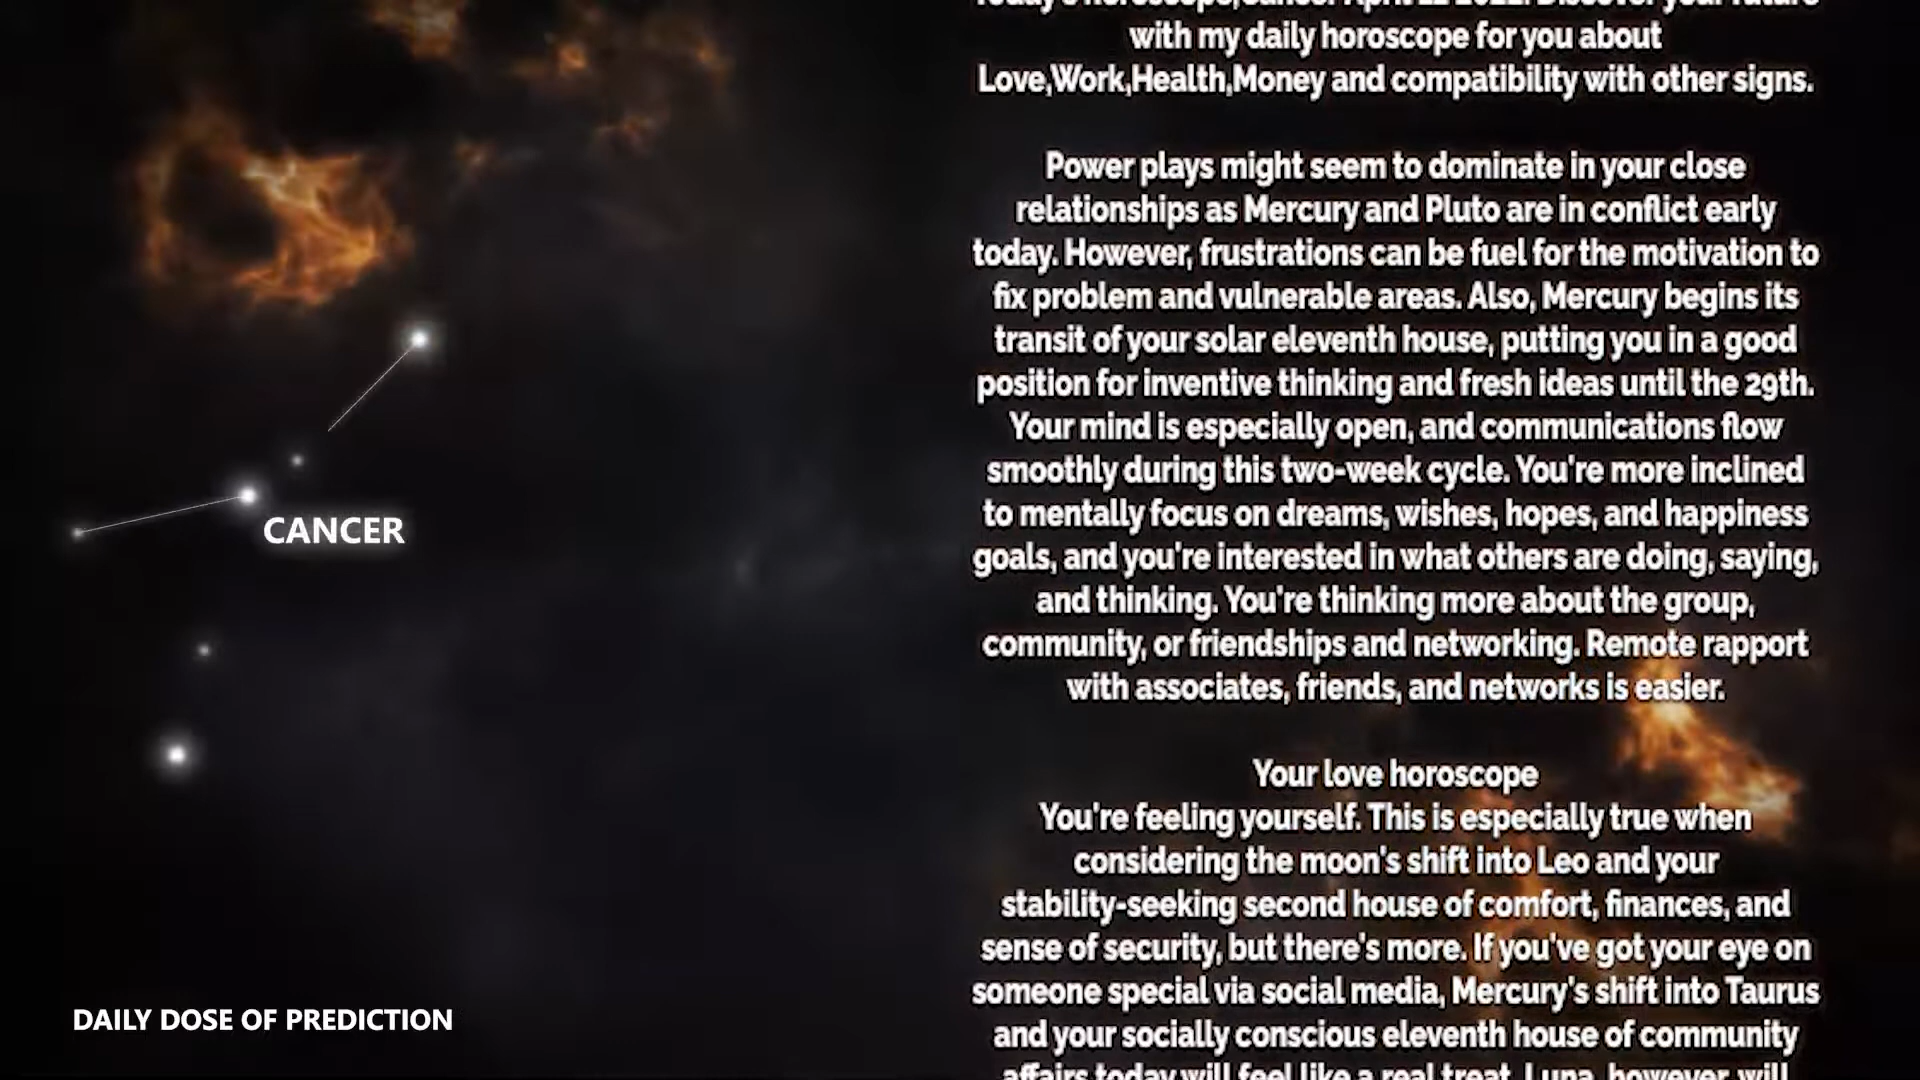 with my daily horoscope for you about
Love,Work,Health,Money and compatibility with other signs.
Power plays might seem to dominate in your close
relationships as Mercury and Pluto are in conflict early
today. However, frustrations can be fuel for the motivation to
fix problem and vulnerable areas. Also, Mercury begins its
transit of your solar eleventh house, putting you in a good
position for inventive thinking and fresh ideas until the 29th.
Your mind is especially open, and communications flow
smoothly during this two-week cycle. You're more inclined
to mentally focus on dreams, wishes, hopes, and happiness
goals, and you're interested in what others are doing, saying,
and thinking. You're thinking more about the group,
community, or friendships and networking. Remote rapport
with associates, friends, and networks is easier.
Your love horoscope
You're feeling yourself. This is especially true when
considering the moon's shift into Leo and your
stability-seeking second house of comfort, finances, and
sense of security, but there's more. If you've got your eye on
someone special via social media, Mercury's shift into Taurus
and your socially conscious eleventh house of community
affairs today will feel like a real treat. Luna, however, will
CANCER
DAILY DOSE OF PREDICTION